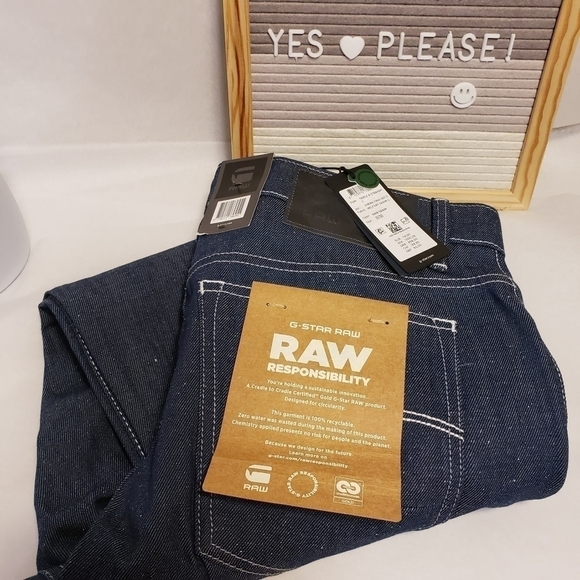 YES ♥ PLEASE!
G-STAR RAW
RAW
RESPONSIBILITY
You're holding a sustainable innovation.
A Cradle to Cradle Certified™ Gold G-Star RAW product.
Designed for circularity.
This garment is 100% recyclable.
Zero water was wasted during the making of this product.
Chemistry applied presents no risk for people and the planet.
Because we design for the future.
Learn more on
g-star.com/rawresponsibility
RAW
GOLD